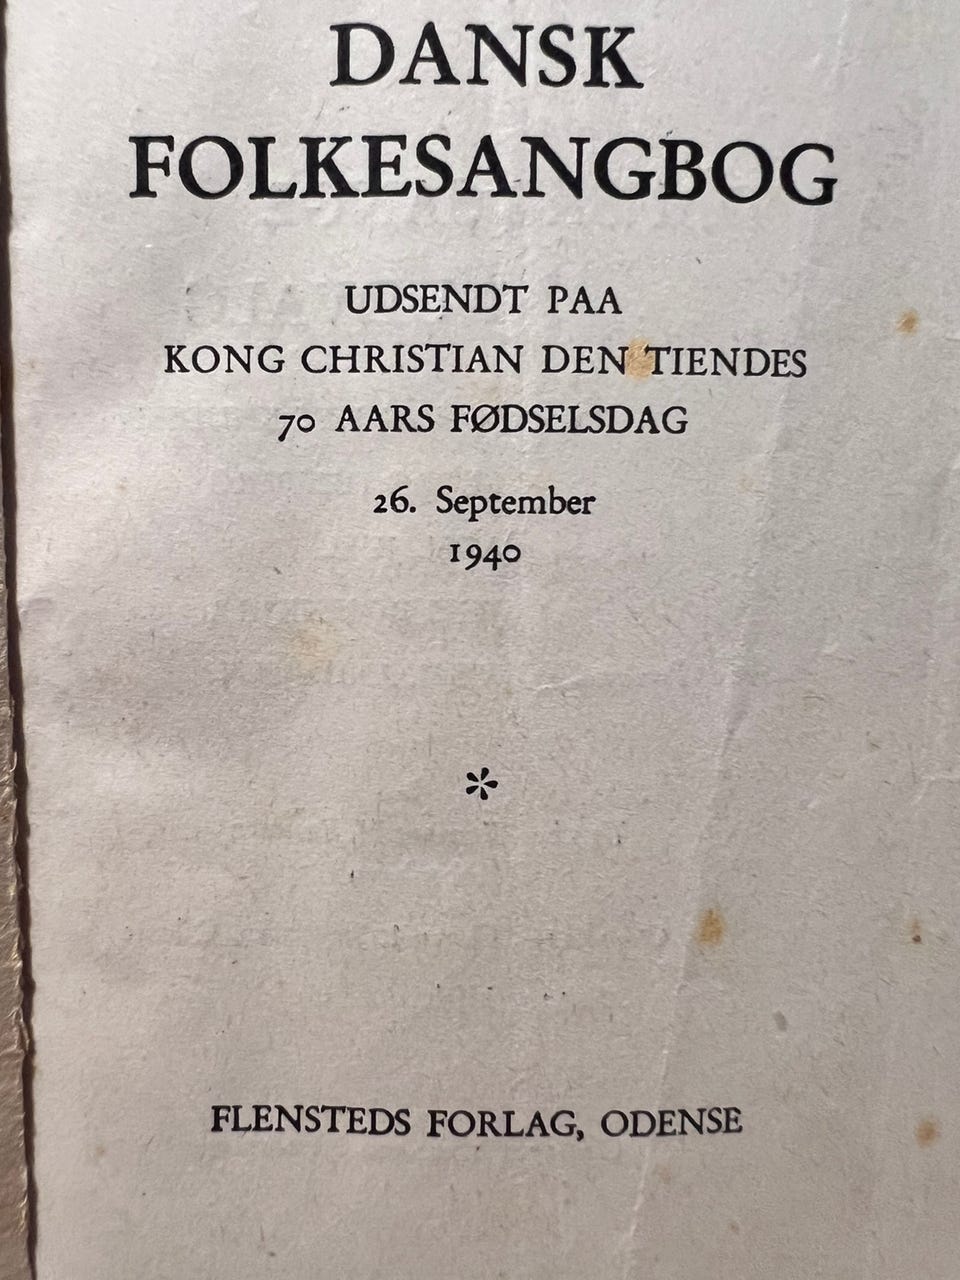 DANSK
FOLKESANGBOG
UDSENDT PAA
KONG CHRISTIAN DEN TIENDES
70 AARS FØDSELSDAG
26. September
1940
*
FLENSTEDS FORLAG, ODENSE